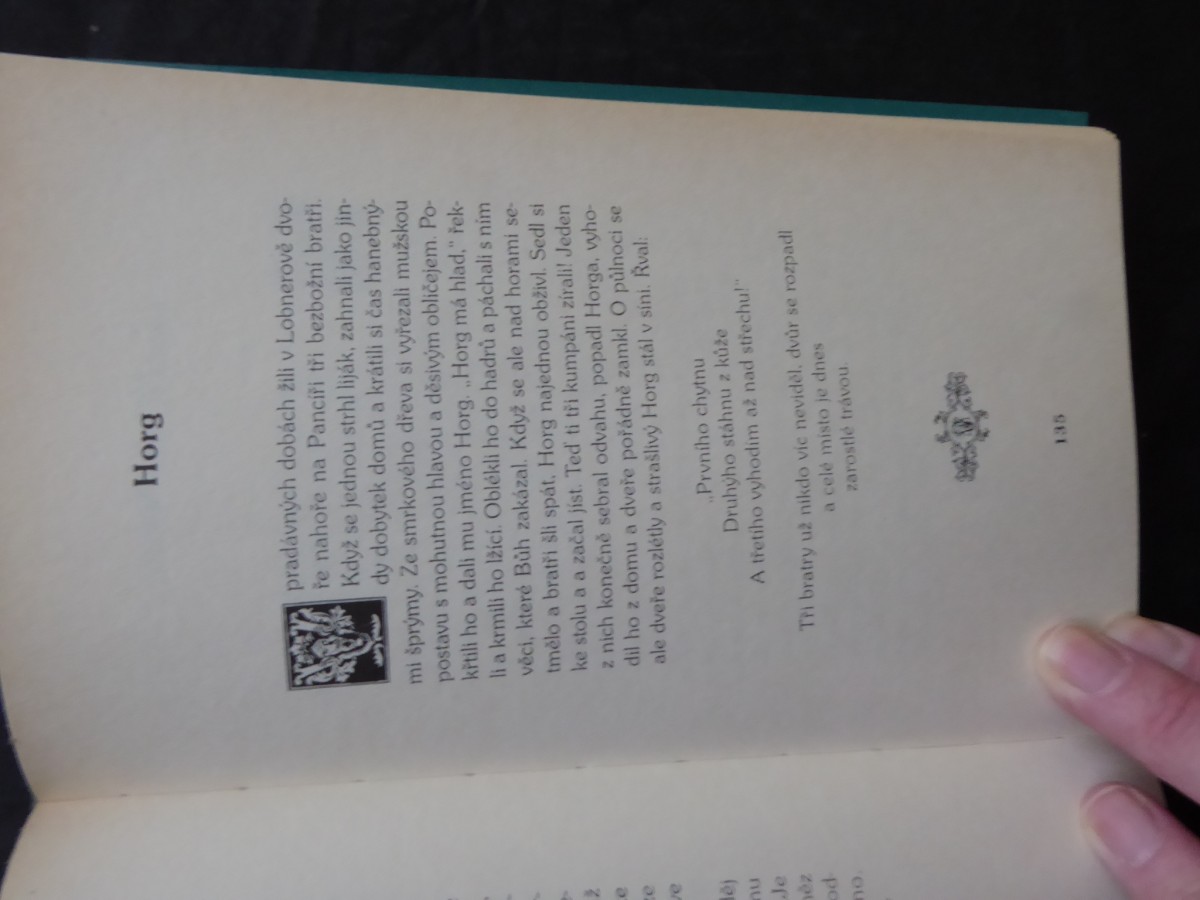 Horg
V pradávných dobách žili v Lobnerově dvo-
ře nahoře na Pancíři tři bezbožní bratři.
Když se jednou strhl liják, zahnali jako jin-
dy dobytek domů a krátili si čas hanebný-
mi šprýmy. Ze smrkového dřeva si vyřezali mužskou
postavu s mohutnou hlavou a děsivým obličejem. Po-
křtili ho a dali mu jméno Horg. „Horg má hlad,“ řek-
li a krmili ho lžící. Oblékli ho do hadrů a páchali s ním
věci, které Bůh zakázal. Když se ale nad horami se-
tmělo a bratři šli spát, Horg najednou obživl. Sedl si
ke stolu a a začal jíst. Teď ti tři kumpáni zírali! Jeden
z nich konečně sebral odvahu, popadl Horga, vyho-
dil ho z domu a dveře pořádně zamkl. O půlnoci se
ale dveře rozlétly a strašlivý Horg stál v síni. Řval:
„Prvního chytnu
Druhýho stáhnu z kůže
A třetího vyhodím až nad střechu!“
Tři bratry už nikdo víc neviděl, dvůr se rozpadl
a celé místo je dnes
zarostlé trávou.
135